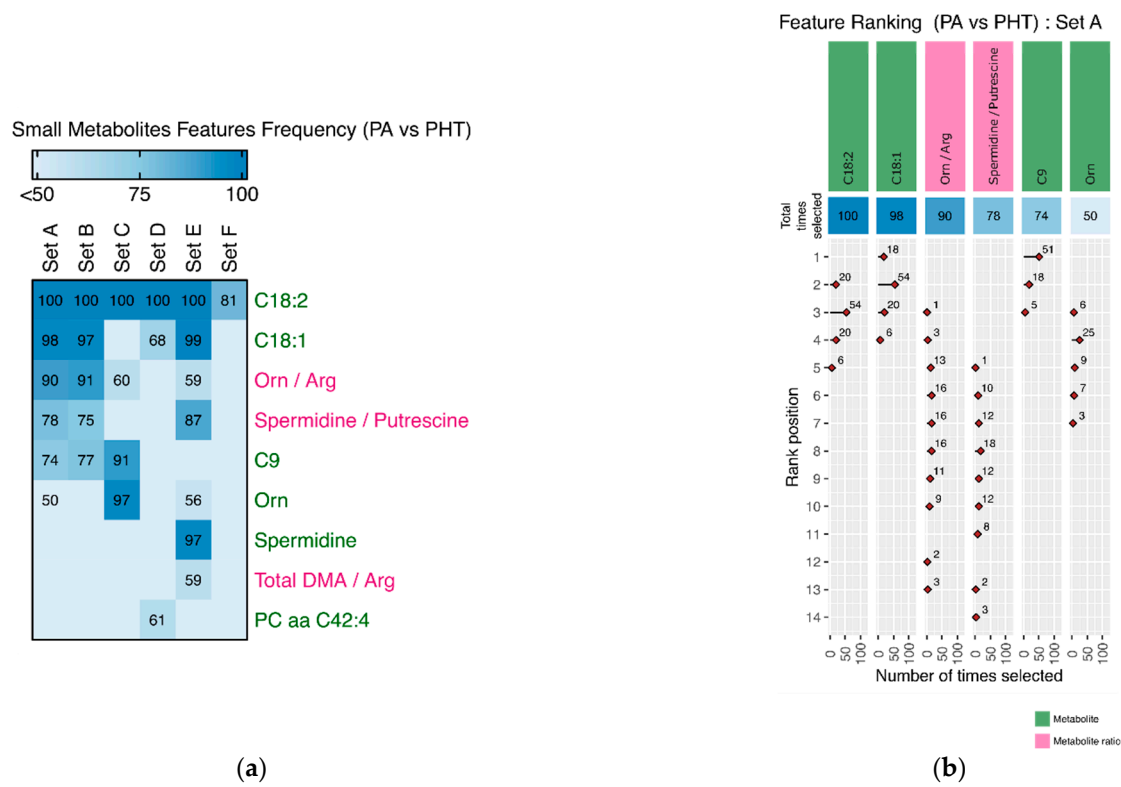 Feature Ranking (PA vs PHT) : Set A
Small Metabolites Features Frequency (PA vs PHT)
<50 75 100
Set A Set B Set C Set D Set E Set F
100 100 100 100 100 81 C18:2
98 97 68 99 C18:1
90 91 60 59 Orn / Arg
78 75 87 Spermidine / Putrescine
74 77 91 C9
50 97 56 Orn
97 Spermidine
59 Total DMA / Arg
61 PC aa C42:4
(a)
C18:2 C18:1 Orn / Arg Spermidine / Putrescine C9 Orn
Total times selected
100 98 90 78 74 50
Rank position
1 18 51
2 20 54 18
3 54 20 1 5 6
4 20 6 3 25
5 6 13 1 9
6 16 10 7
7 16 12 3
8 16 18
9 11 12
10 9 12
11 8
12 2
13 3 2
14 3
0 50 100 0 50 100 0 50 100 0 50 100 0 50 100 0 50 100
Number of times selected
Metabolite
Metabolite ratio
(b)